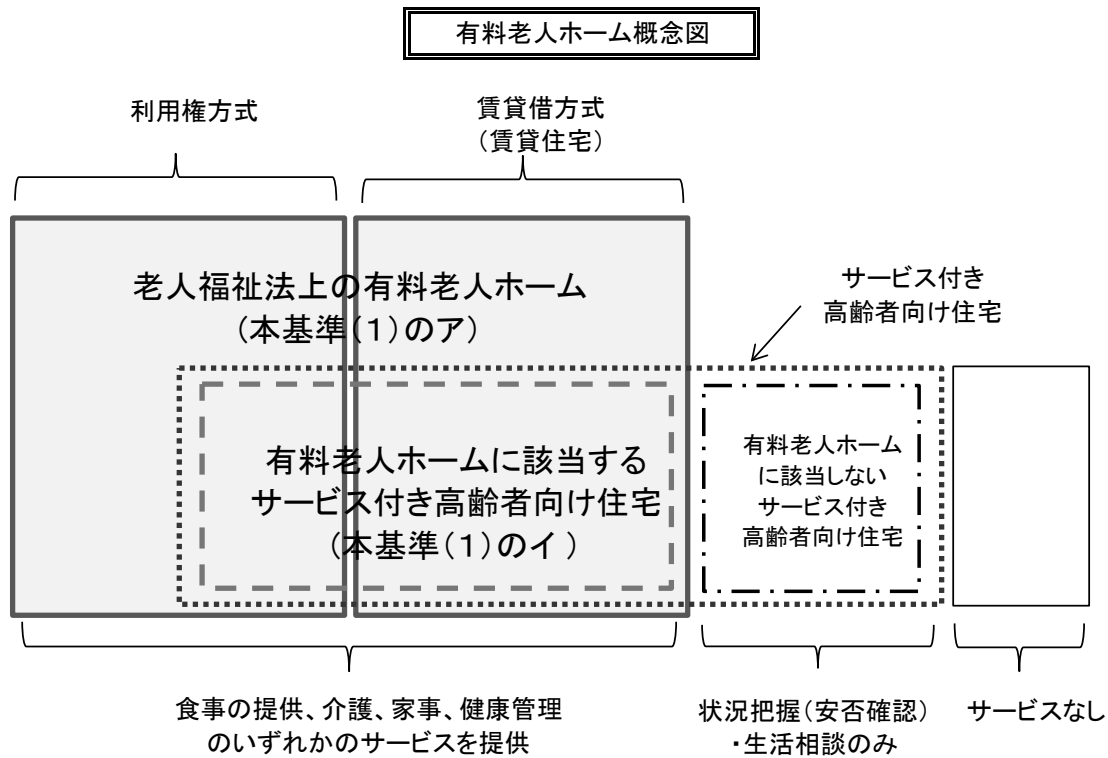 有料老人ホーム概念図
利用権方式
賃貸借方式
（賃貸住宅）
老人福祉法上の有料老人ホーム
（本基準（１）のア）
サービス付き
高齢者向け住宅
有料老人ホームに該当する
サービス付き高齢者向け住宅
（本基準（１）のイ ）
有料老人ホーム
に該当しない
サービス付き
高齢者向け住宅
食事の提供、介護、家事、健康管理
のいずれかのサービスを提供
状況把握（安否確認）
・生活相談のみ
サービスなし